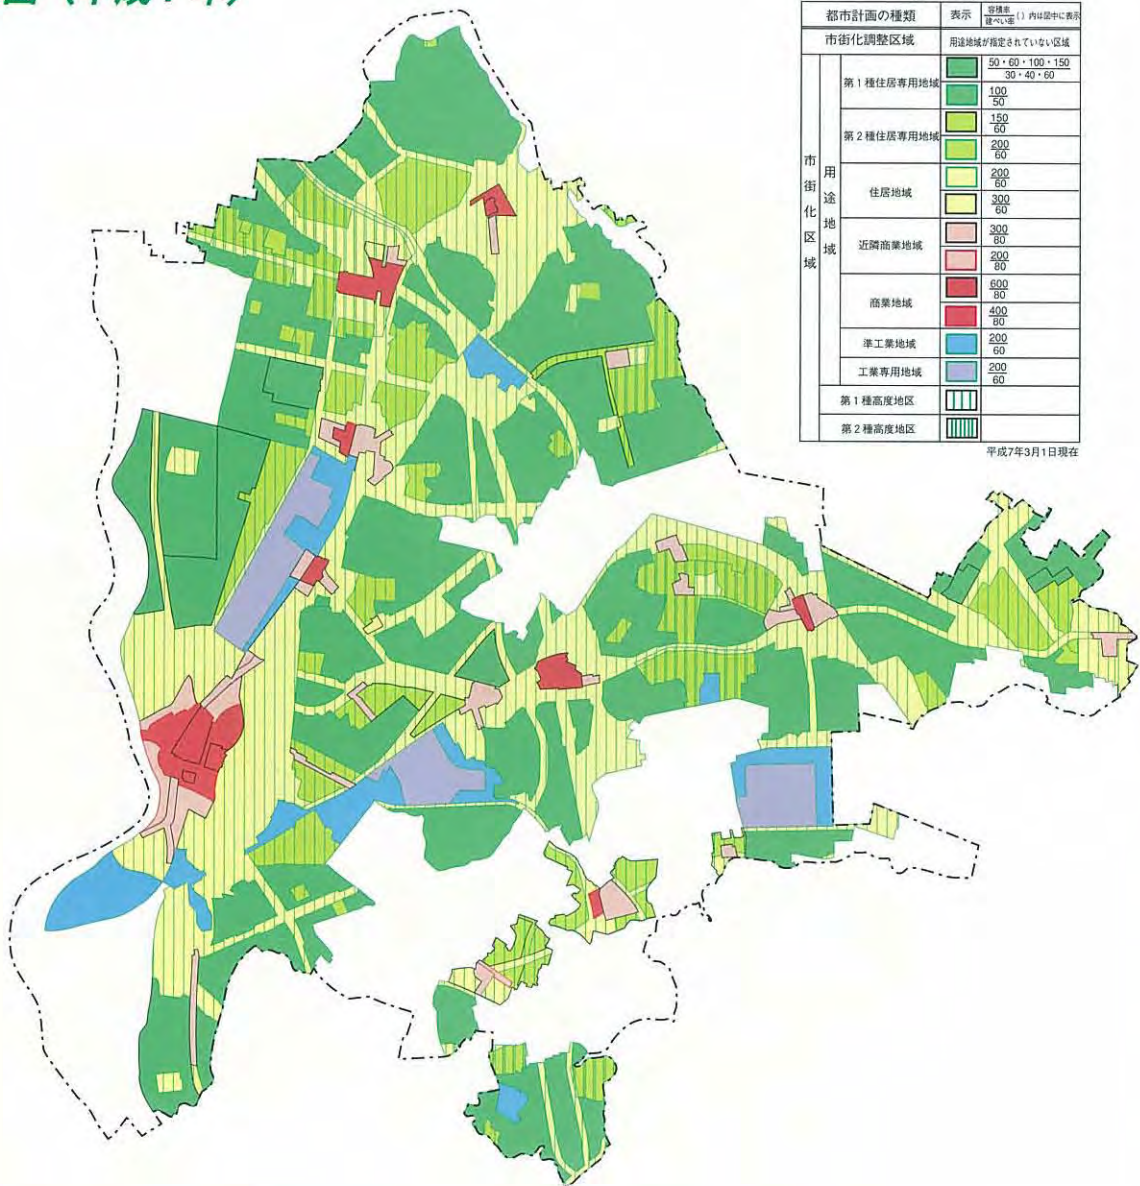 図(平成7年)
都市計画の種類 表示 容積率/建ぺい率 ( )内は図中に表示
市街化調整区域 用途地域が指定されていない区域
市街化区域 用途地域 第1種住居専用地域 50・60・100・150/30・40・60
100/50
第2種住居専用地域 150/60
200/60
住居地域 200/60
300/60
近隣商業地域 300/80
200/80
商業地域 600/80
400/80
準工業地域 200/60
工業専用地域 200/60
第1種高度地区
第2種高度地区
平成7年3月1日現在